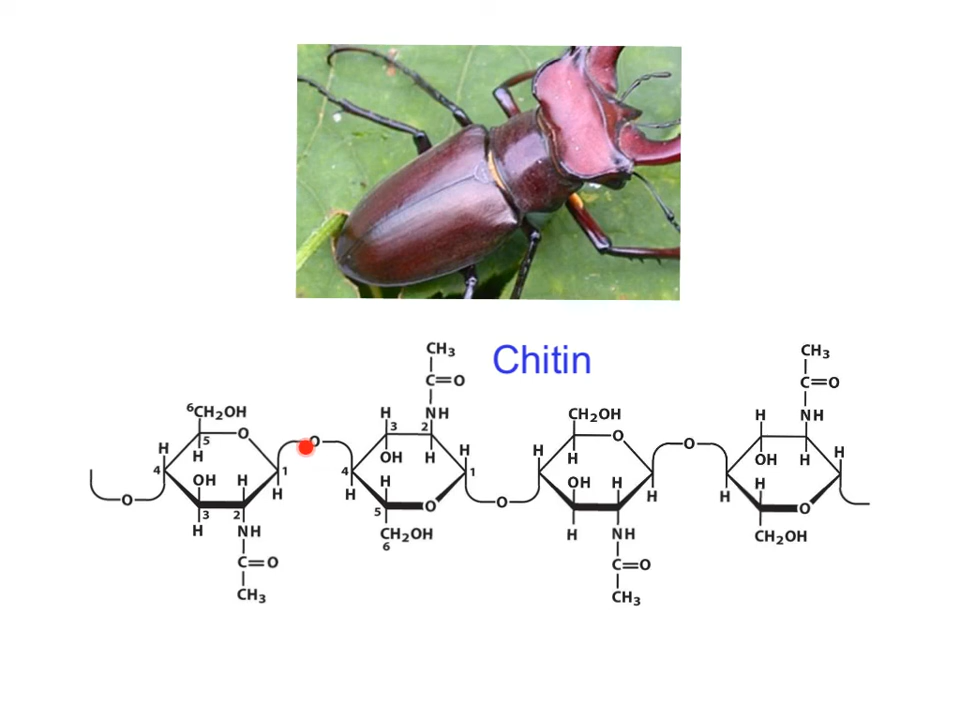 Chitin
CH₃
C=O
NH
H 3 2
OH H
H
4 1
H H
5 O
CH₂OH
6
⁶CH₂OH
5 O
H H
4 OH H 1
3 2 H
H NH
C=O
CH₃
O
O
O
CH₂OH
O
H H
OH H
H
H NH
C=O
CH₃
O
CH₃
C=O
NH
H
OH H
H
H H
O
CH₂OH